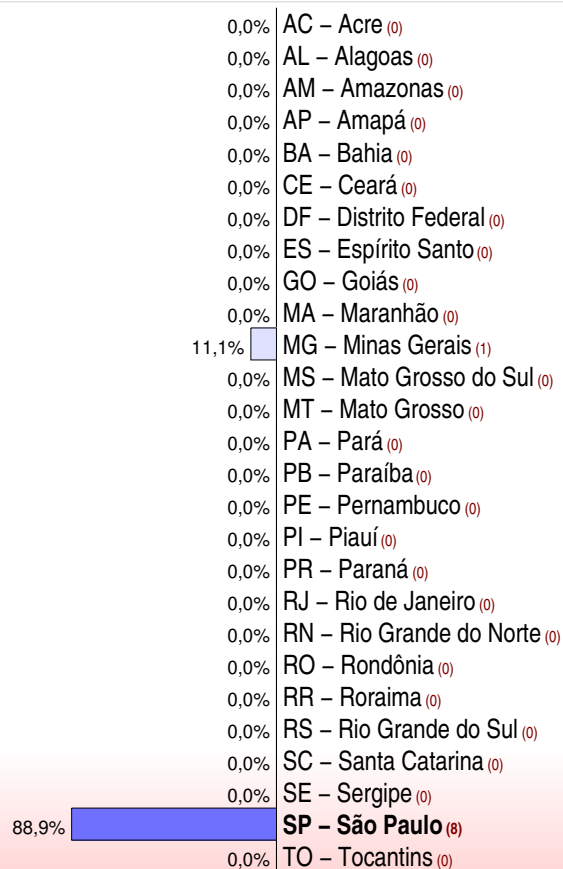 0,0% AC – Acre (0)
0,0% AL – Alagoas (0)
0,0% AM – Amazonas (0)
0,0% AP – Amapá (0)
0,0% BA – Bahia (0)
0,0% CE – Ceará (0)
0,0% DF – Distrito Federal (0)
0,0% ES – Espírito Santo (0)
0,0% GO – Goiás (0)
0,0% MA – Maranhão (0)
11,1% MG – Minas Gerais (1)
0,0% MS – Mato Grosso do Sul (0)
0,0% MT – Mato Grosso (0)
0,0% PA – Pará (0)
0,0% PB – Paraíba (0)
0,0% PE – Pernambuco (0)
0,0% PI – Piauí (0)
0,0% PR – Paraná (0)
0,0% RJ – Rio de Janeiro (0)
0,0% RN – Rio Grande do Norte (0)
0,0% RO – Rondônia (0)
0,0% RR – Roraima (0)
0,0% RS – Rio Grande do Sul (0)
0,0% SC – Santa Catarina (0)
0,0% SE – Sergipe (0)
88,9% SP – São Paulo (8)
0,0% TO – Tocantins (0)